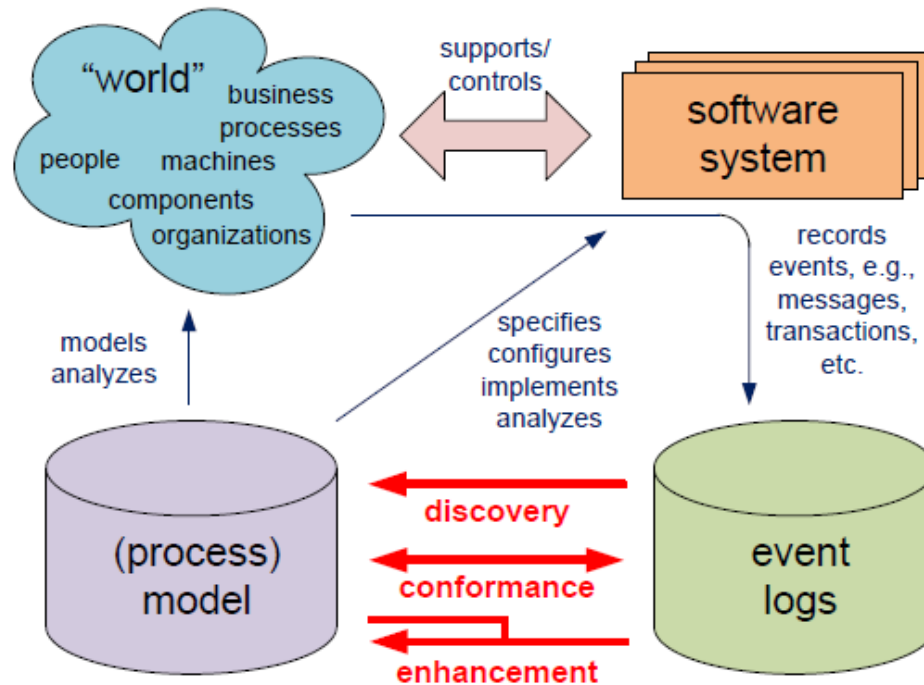 “world”
business
processes
people
machines
components
organizations
supports/
controls
software
system
records
events, e.g.,
messages,
transactions,
etc.
models
analyzes
specifies
configures
implements
analyzes
discovery
(process)
model
conformance
event
logs
enhancement